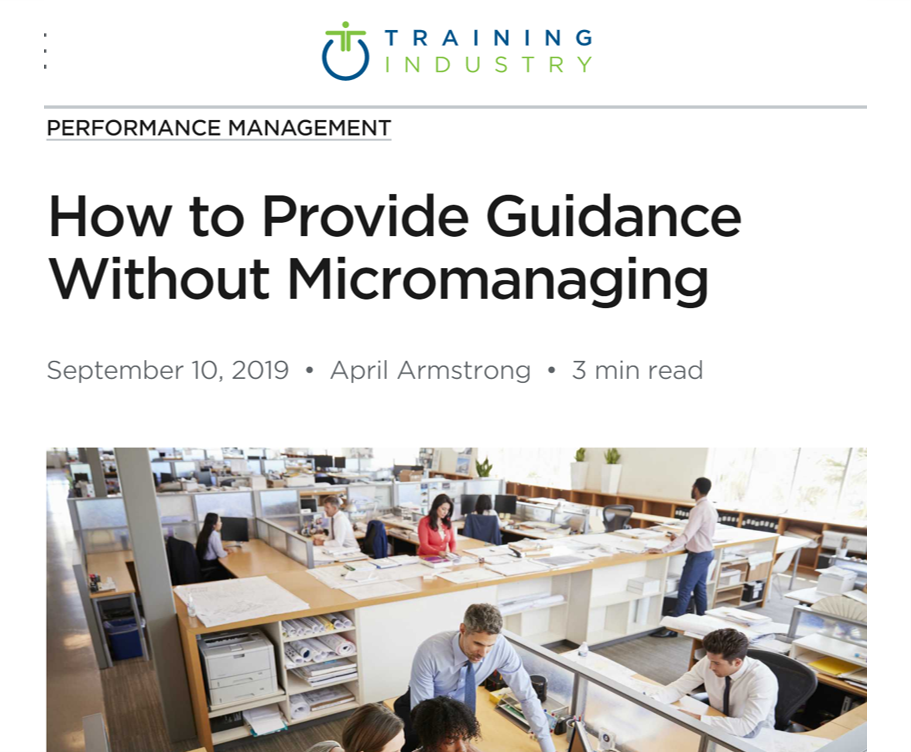 TRAINING
INDUSTRY
PERFORMANCE MANAGEMENT
How to Provide Guidance
Without Micromanaging
September 10, 2019 • April Armstrong • 3 min read